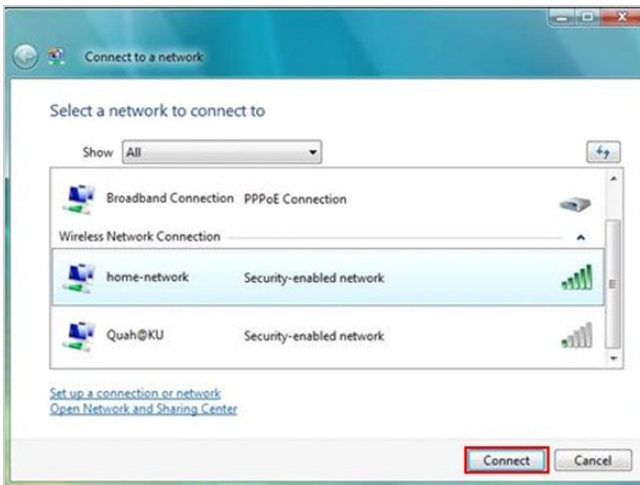 Connect to a network
Select a network to connect to
Show All
Broadband Connection PPPoE Connection
Wireless Network Connection
home-network Security-enabled network
Quah@KU Security-enabled network
Set up a connection or network
Open Network and Sharing Center
Connect Cancel